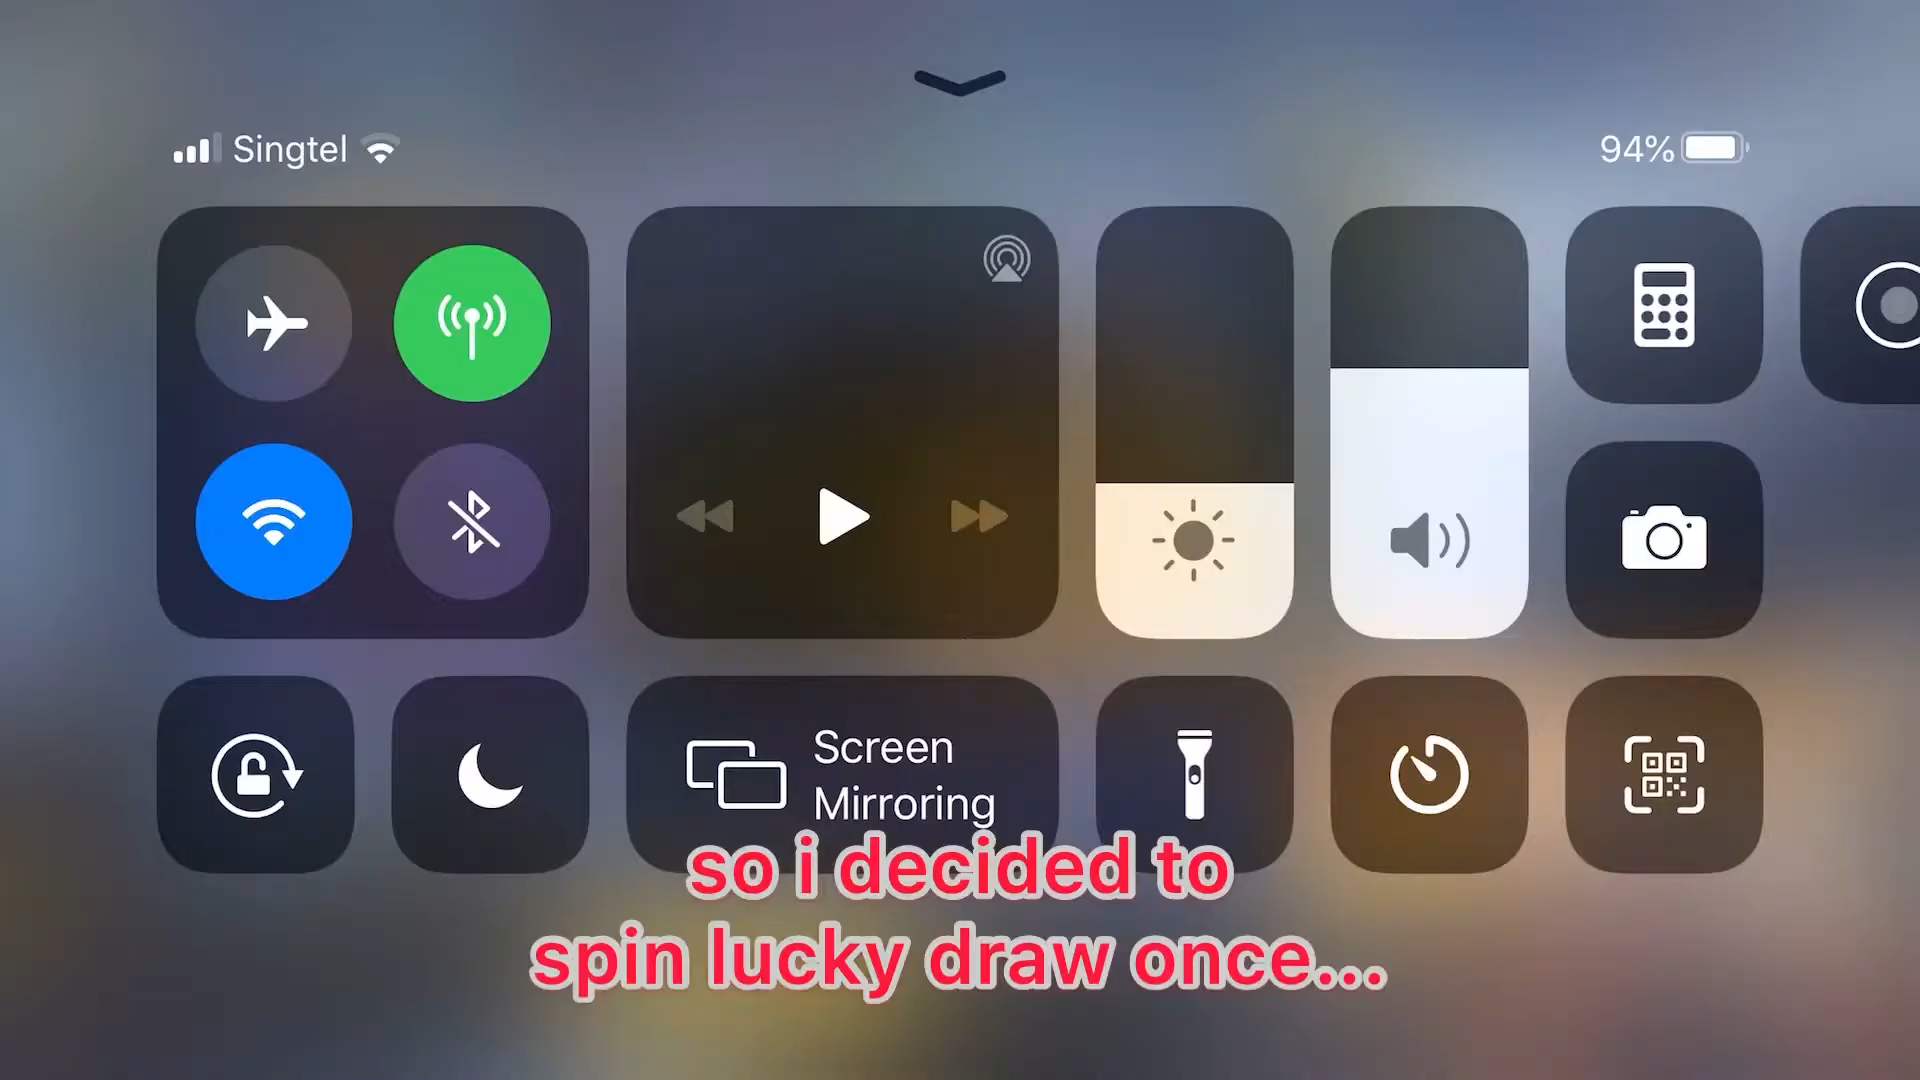 Singtel
94%
Screen
Mirroring
so i decided to
spin lucky draw once...